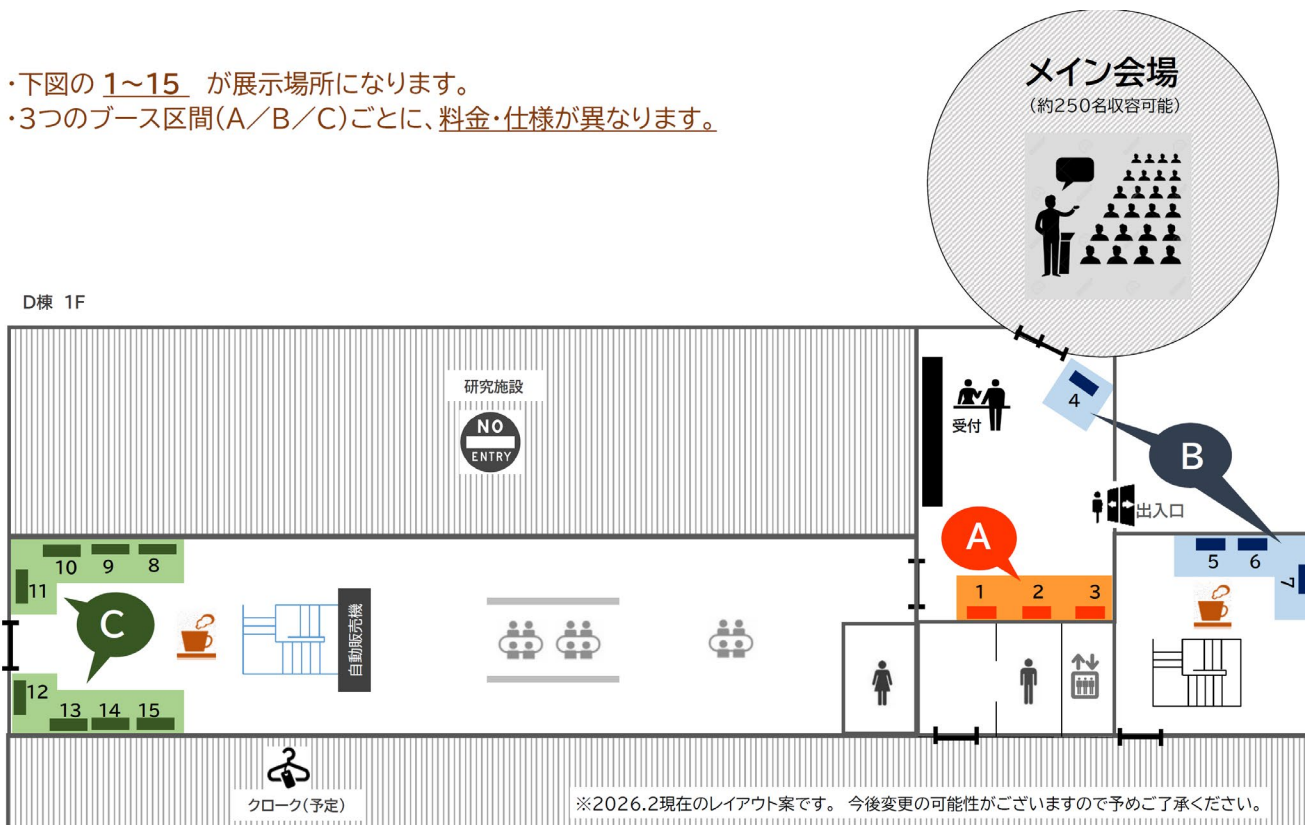 ・下図の 1~15 が展示場所になります。
・3つのブース区間(A/B/C)ごとに、料金・仕様が異なります。
メイン会場
(約250名収容可能)
D棟 1F
研究施設
NO
ENTRY
受付
4
B
出入口
A
1 2 3
5 6
7
10 9 8
11
C
自動販売機
12
13 14 15
クローク(予定)
※2026.2現在のレイアウト案です。 今後変更の可能性がございますので予めご了承ください。